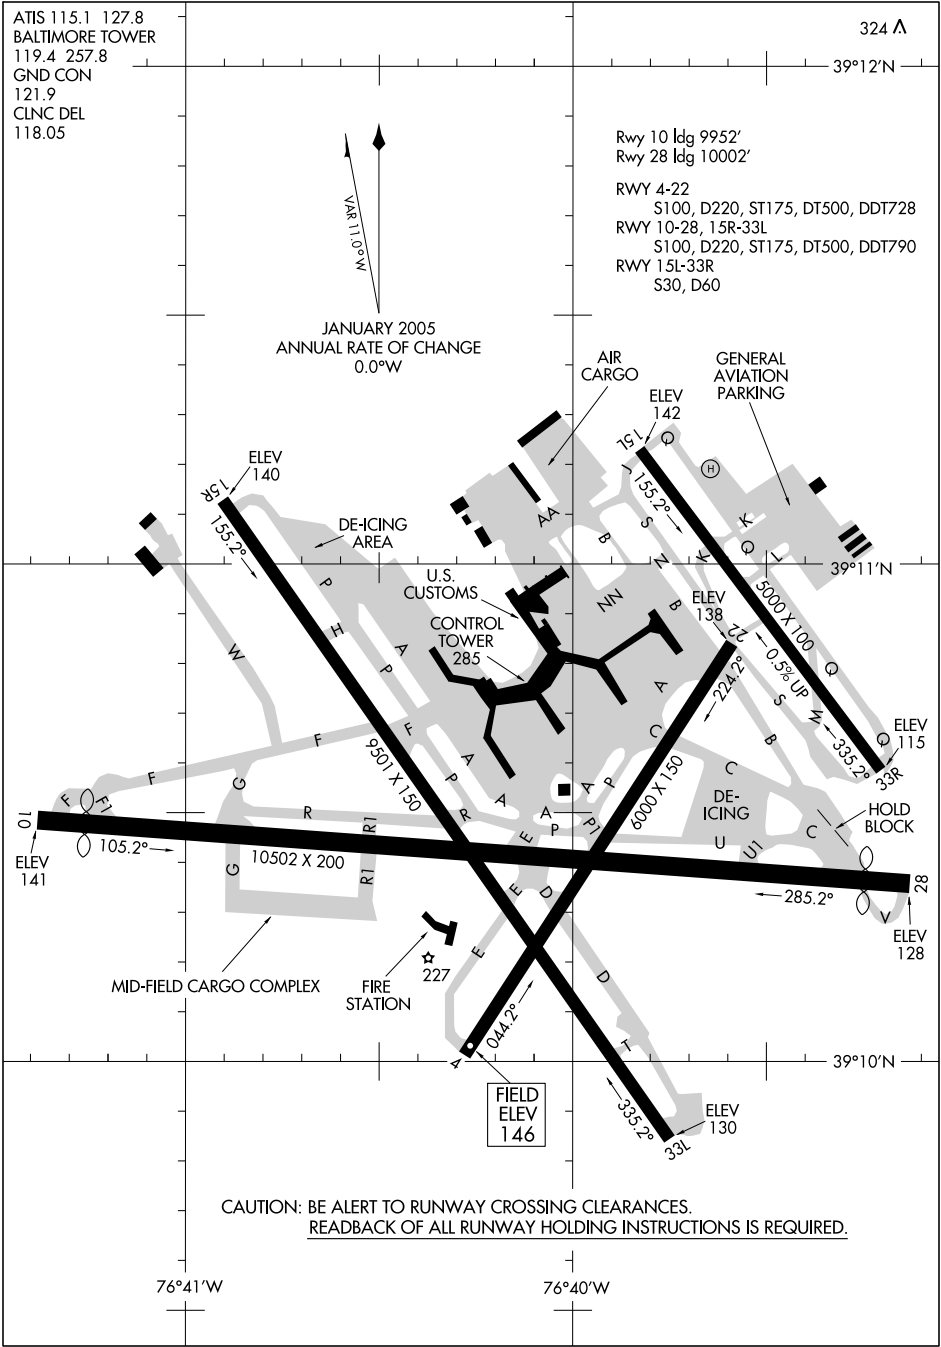 ATIS 115.1 127.8
BALTIMORE TOWER
119.4 257.8
GND CON
121.9
CLNC DEL
118.05
324
39°12'N
VAR 11.0°W
JANUARY 2005
ANNUAL RATE OF CHANGE
0.0°W
Rwy 10 ldg 9952'
Rwy 28 ldg 10002'
RWY 4-22
S100, D220, ST175, DT500, DDT728
RWY 10-28, 15R-33L
S100, D220, ST175, DT500, DDT790
RWY 15L-33R
S30, D60
AIR
CARGO
GENERAL
AVIATION
PARKING
ELEV
142
15L
Q
H
J
155.2°
ELEV
140
15R
155.2°
DE-ICING
AREA
AA
S
B
N
Z
K
K
Q
L
39°11'N
U.S.
CUSTOMS
NN
B
ELEV
138
22
5000 X 100
CONTROL
TOWER
285
P
H
A
P
W
A
224.2°
0.5% UP
Q
S
M
335.2°
Q
ELEV
115
33R
F
F
F
F
F1
G
A
P
9501 X 150
C
B
C
C
A
P
DE-
ICING
HOLD
BLOCK
10
ELEV
141
105.2°
R
R1
R
A
A
P
P1
E
6000 X 150
U
U1
C
10502 X 200
G
R1
E
D
285.2°
28
V
ELEV
128
MID-FIELD CARGO COMPLEX
FIRE
STATION
227
E
D
044.2°
4
T
39°10'N
FIELD
ELEV
146
335.2°
33L
ELEV
130
CAUTION: BE ALERT TO RUNWAY CROSSING CLEARANCES.
READBACK OF ALL RUNWAY HOLDING INSTRUCTIONS IS REQUIRED.
76°41'W
76°40'W